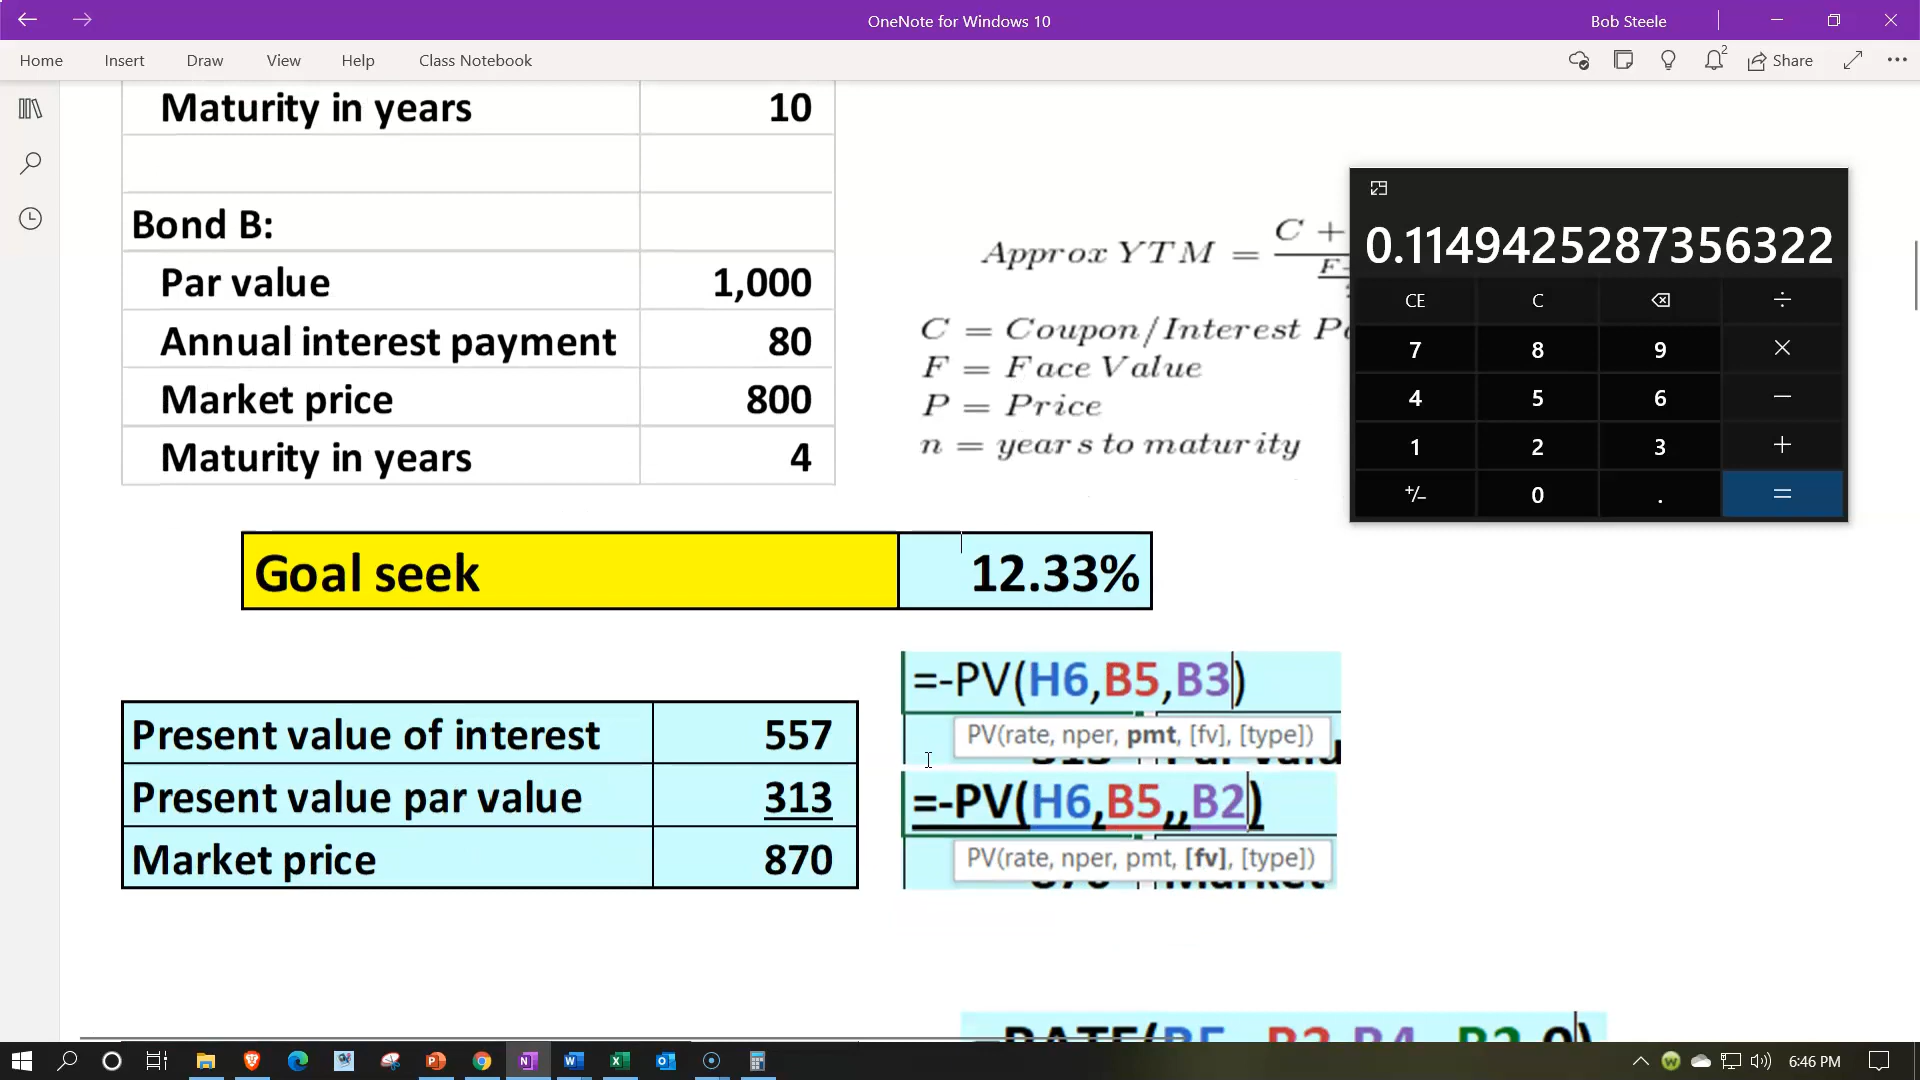 OneNote for Windows 10
Bob Steele
Home Insert Draw View Help Class Notebook
2
Share
Maturity in years 10
Bond B:
Par value 1,000
Annual interest payment 80
Market price 800
Maturity in years 4
Approx YTM = C +
F
C = Coupon/Interest P
F = Face Value
P = Price
n = years to maturity
0.1149425287356322
CE C ÷
7 8 9 ×
4 5 6 −
1 2 3 +
+/− 0 . =
Goal seek 12.33%
=-PV(H6,B5,B3)
PV(rate, nper, pmt, [fv], [type])
=-PV(H6,B5,,B2)
PV(rate, nper, pmt, [fv], [type])
Present value of interest 557
Present value par value 313
Market price 870
6:46 PM